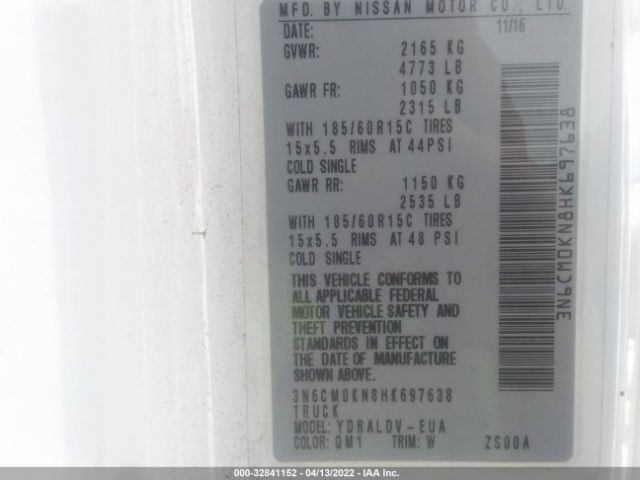 MFD. BY NISSAN MOTOR CO., LTD.
DATE: 11/16
GVWR: 2165 KG
4773 LB
GAWR FR: 1050 KG
2315 LB
WITH 185/60R15C TIRES
15x5.5 RIMS AT 44PSI
COLD SINGLE
GAWR RR: 1150 KG
2535 LB
WITH 185/60R15C TIRES
15x5.5 RIMS AT 48 PSI
COLD SINGLE
THIS VEHICLE CONFORMS TO
ALL APPLICABLE FEDERAL
MOTOR VEHICLE SAFETY AND
THEFT PREVENTION
STANDARDS IN EFFECT ON
THE DATE OF MANUFACTURE
SHOWN ABOVE.
3N6CM0KN8HK697638
TRUCK
MODEL: YDRALDV-EUA
COLOR: QM1 TRIM: W ZS00A
3N6CM0KN8HK697638
000-32841152 - 04/13/2022 - IAA, Inc.